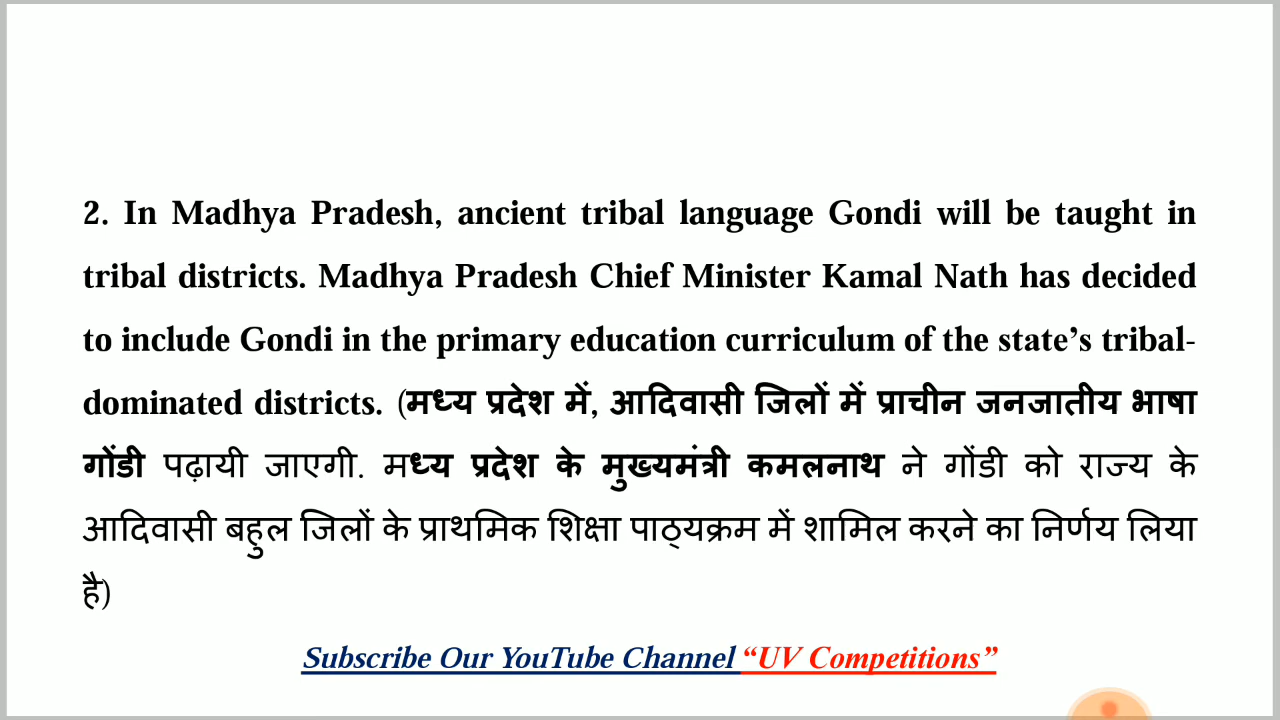 2. In Madhya Pradesh, ancient tribal language Gondi will be taught in
tribal districts. Madhya Pradesh Chief Minister Kamal Nath has decided
to include Gondi in the primary education curriculum of the state’s tribal-
dominated districts. (मध्य प्रदेश में, आदिवासी जिलों में प्राचीन जनजातीय भाषा
गोंडी पढ़ायी जाएगी. मध्य प्रदेश के मुख्यमंत्री कमलनाथ ने गोंडी को राज्य के
आदिवासी बहुल जिलों के प्राथमिक शिक्षा पाठ्यक्रम में शामिल करने का निर्णय लिया
है)
Subscribe Our YouTube Channel “UV Competitions”